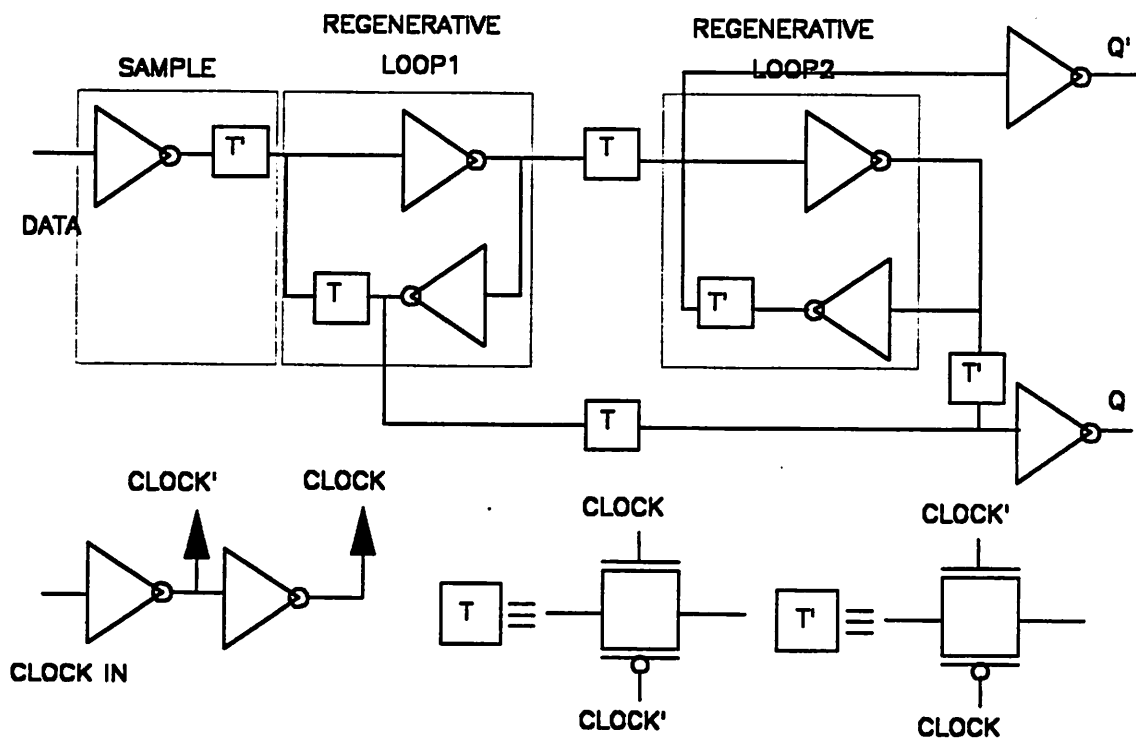 REGENERATIVE
LOOP1
REGENERATIVE
LOOP2
SAMPLE
Q'
T'
T
DATA
T
T'
T'
T
Q
CLOCK'
CLOCK
CLOCK
CLOCK'
T
T'
CLOCK IN
CLOCK'
CLOCK